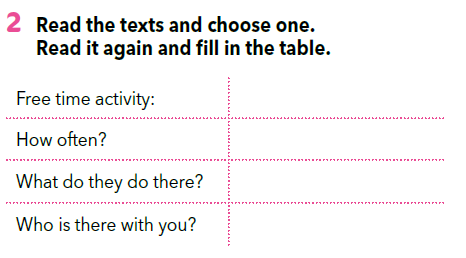 2 Read the texts and choose one.
Read it again and fill in the table.
Free time activity:
How often?
What do they do there?
Who is there with you?